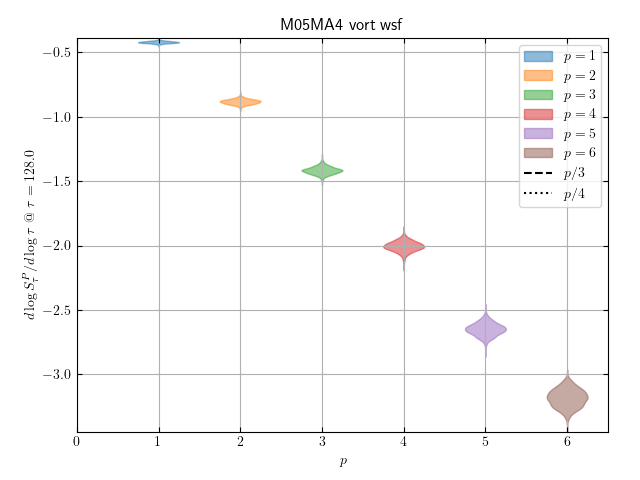 M05MA4 vort wsf
d log S_τ^P / d log τ @ τ = 128.0
−0.5
−1.0
−1.5
−2.0
−2.5
−3.0
p = 1
p = 2
p = 3
p = 4
p = 5
p = 6
p/3
p/4
0
1
2
3
4
5
6
p